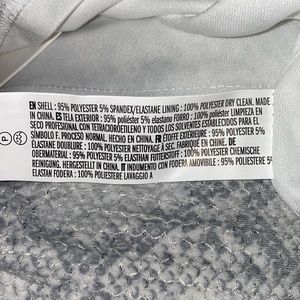 EN SHELL : 95% POLYESTER 5% SPANDEX/ELASTANE LINING : 100% POLYESTER DRY CLEAN. MADE
IN CHINA. ES TELA EXTERIOR : 95% poliéster 5% elastano FORRO : 100% poliéster LIMPIEZA EN
SECO PROFESIONAL CON TETRACLOROETILENO Y TODOS LOS SOLVENTES ESTABLECIDOS EN EL
SÍMBOLO F. PROCESO NORMAL. HECHO EN CHINA. FR ÉTOFFE EXTÉRIEURE : 95% POLYESTER 5%
ÉLASTANE DOUBLURE : 100% POLYESTER NETTOYAGE À SEC. FABRIQUÉ EN CHINE. DE
OBERMATERIAL : 95% POLYESTER 5% ELASTHAN FUTTERSTOFF : 100% POLYESTER CHEMISCHE
REINIGUNG. HERGESTELLT IN CHINA. IT INDUMENTO CON FODERA AMOVIBILE : 95% POLIESTERE 5%
ELASTAN FODERA : 100% POLIESTERE LAVAGGIO A
P